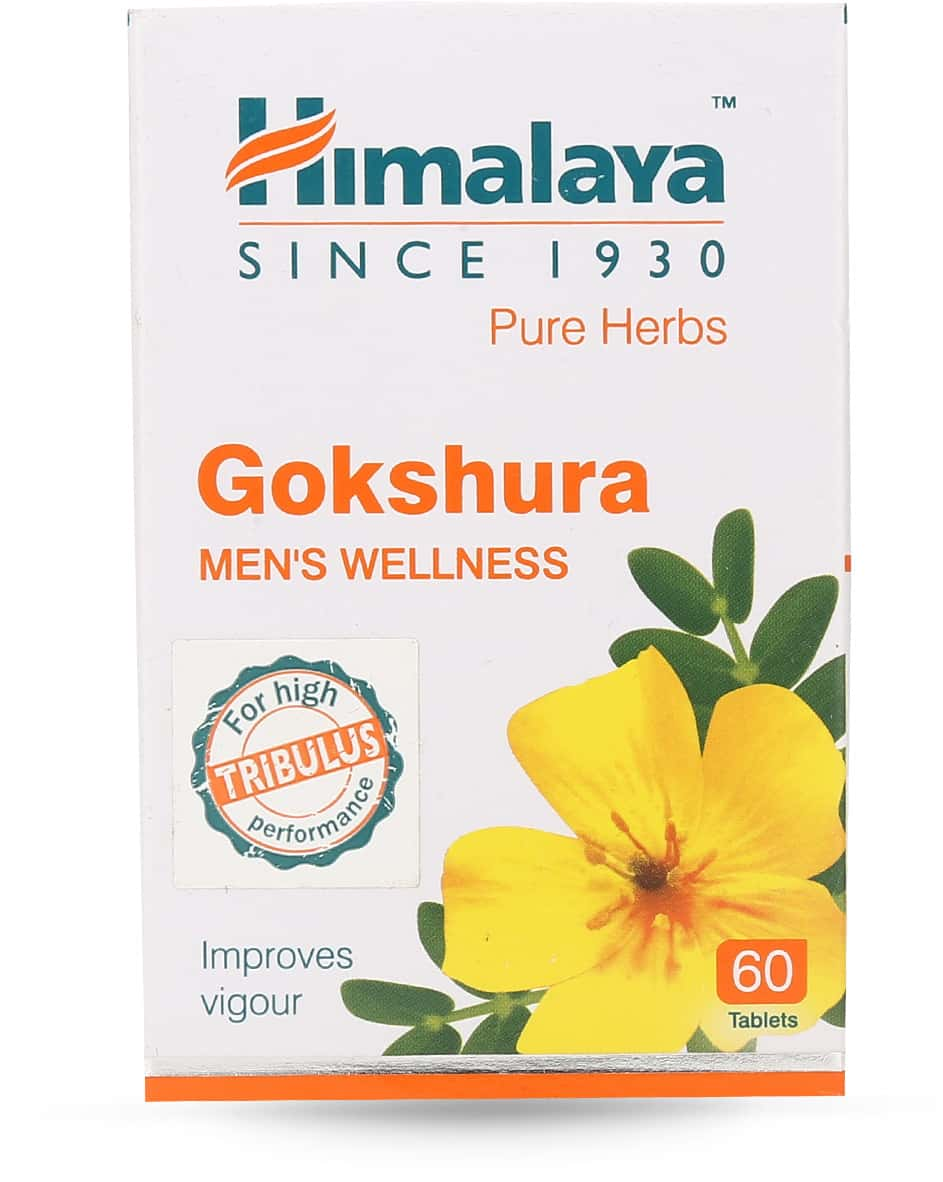 Himalaya™
SINCE 1930
Pure Herbs
Gokshura
MEN'S WELLNESS
For high
TRIBULUS
performance
Improves
vigour
60
Tablets